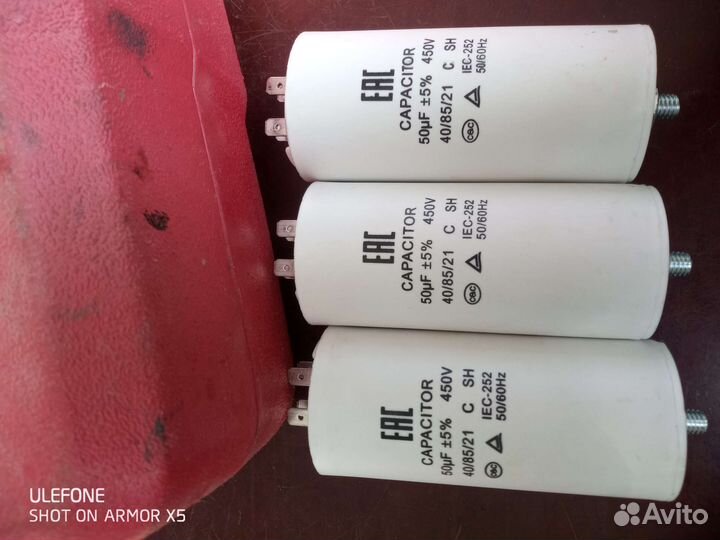 EAC
CAPACITOR
50µF ±5% 450V
40/85/21 C SH
IEC-252
50/60Hz
EAC
CAPACITOR
50µF ±5% 450V
40/85/21 C SH
IEC-252
50/60Hz
EAC
CAPACITOR
50µF ±5% 450V
40/85/21 C SH
IEC-252
50/60Hz
ULEFONE
SHOT ON ARMOR X5
Avito